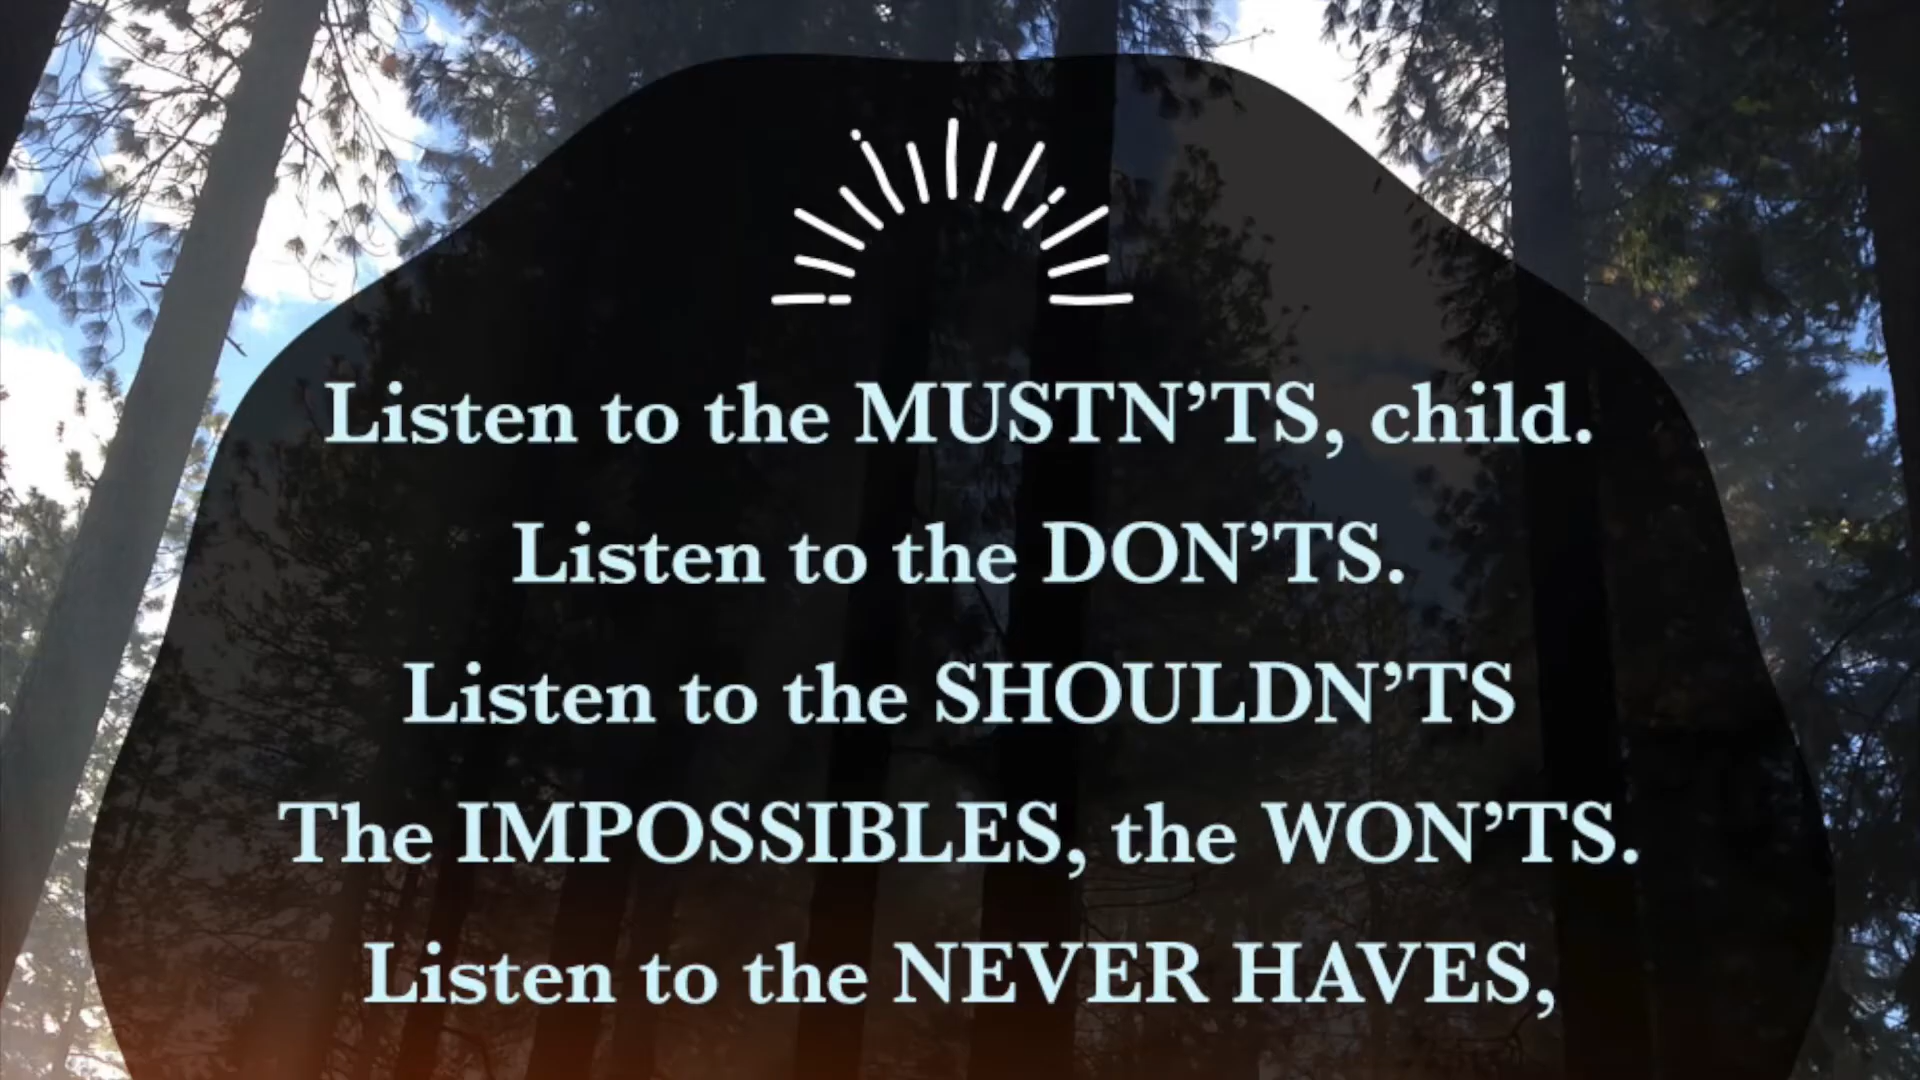 Listen to the MUSTN’TS, child.
Listen to the DON’TS.
Listen to the SHOULDN’TS
The IMPOSSIBLES, the WON’TS.
Listen to the NEVER HAVES,